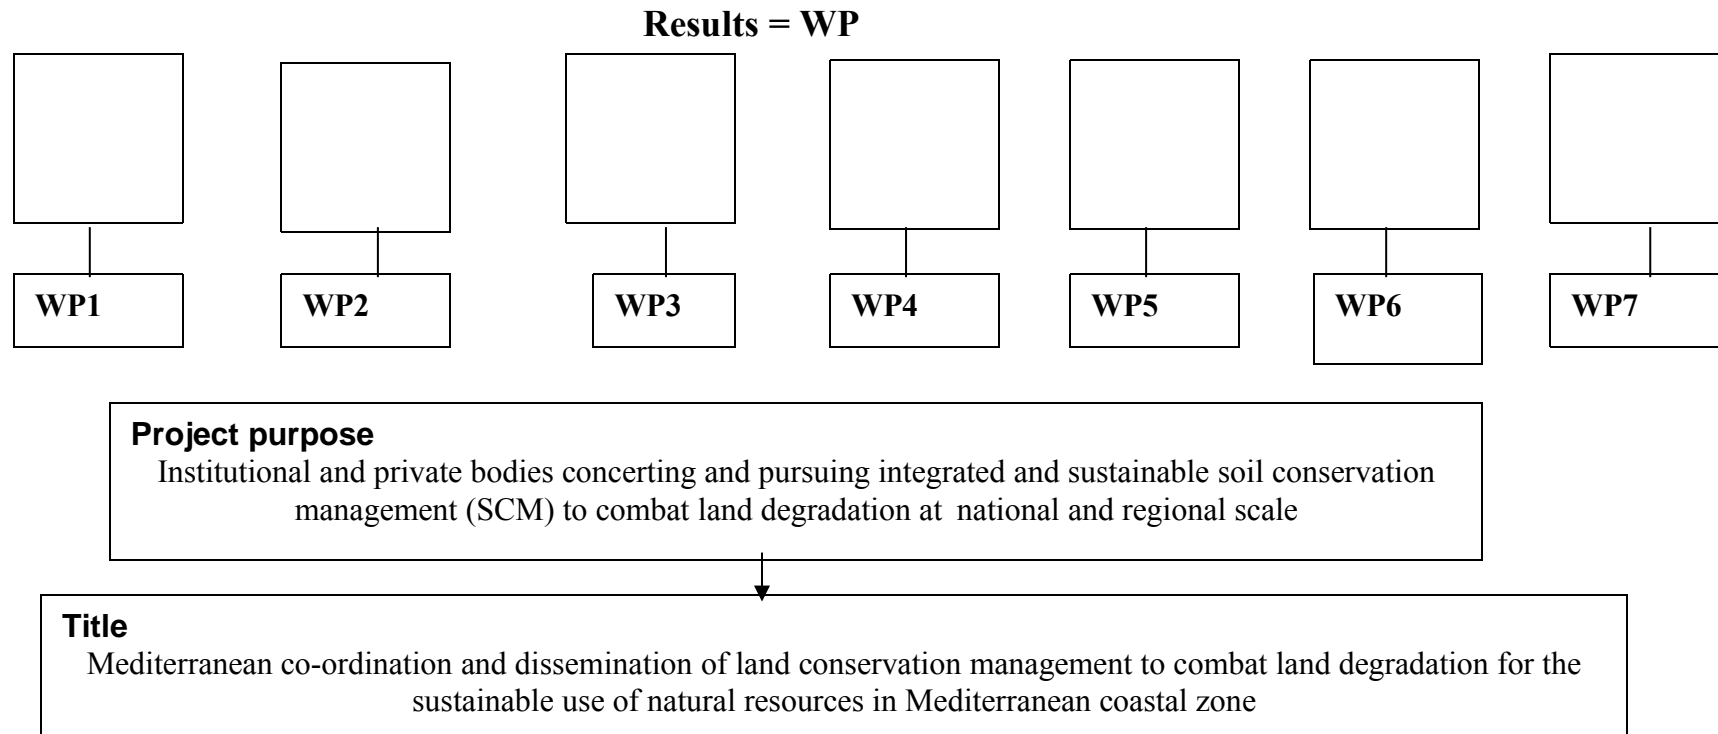 Results = WP
WP1 WP2 WP3 WP4 WP5 WP6 WP7
Project purpose
Institutional and private bodies concerting and pursuing integrated and sustainable soil conservation
management (SCM) to combat land degradation at national and regional scale
Title
Mediterranean co-ordination and dissemination of land conservation management to combat land degradation for the
sustainable use of natural resources in Mediterranean coastal zone